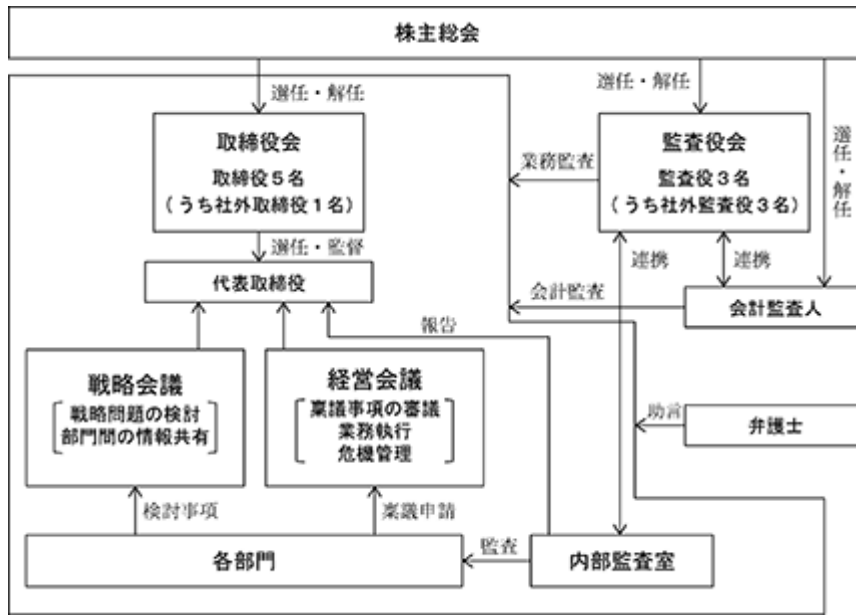 株主総会
選任・解任
選任・解任
選任・解任
取締役会
取締役5名
(うち社外取締役1名)
業務監査
監査役会
監査役3名
(うち社外監査役3名)
選任・監督
連携
連携
代表取締役
会計監査
会計監査人
報告
戦略会議
戦略問題の検討
部門間の情報共有
経営会議
稟議事項の審議
業務執行
危機管理
助言
弁護士
検討事項
稟議申請
各部門
監査
内部監査室